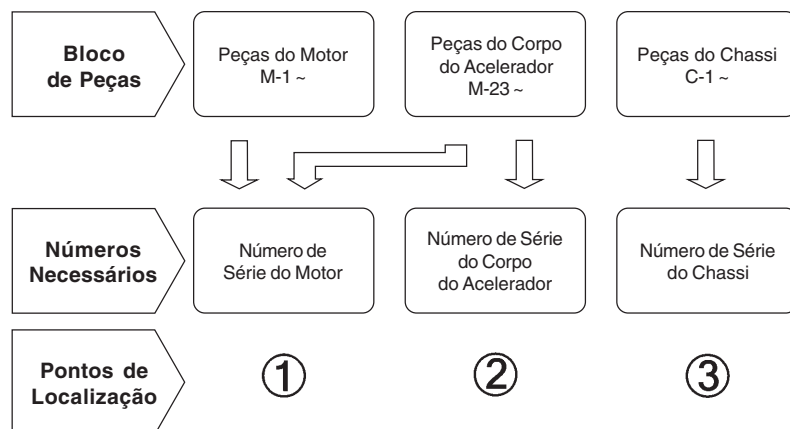 Bloco
de Peças
Peças do Motor
M-1 ~
Peças do Corpo
do Acelerador
M-23 ~
Peças do Chassi
C-1 ~
Números
Necessários
Número de
Série do Motor
Número de Série
do Corpo
do Acelerador
Número de Série
do Chassi
Pontos de
Localização
①
②
③